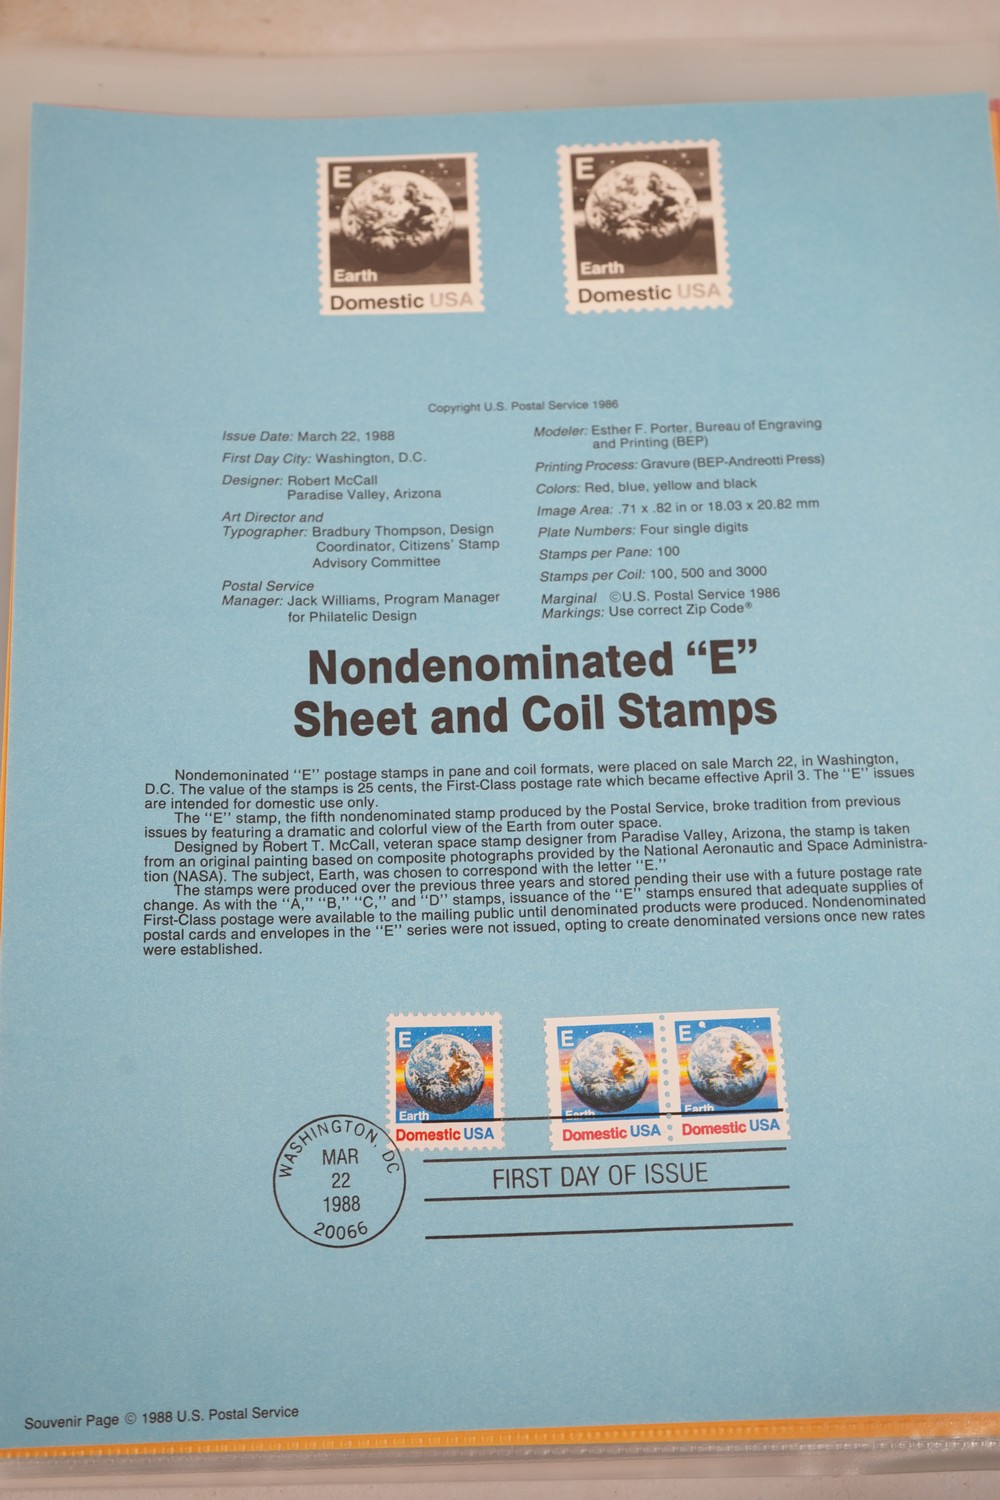 E
Earth
Domestic USA
E
Earth
Domestic USA
Copyright U.S. Postal Service 1986
Issue Date: March 22, 1988
First Day City: Washington, D.C.
Designer: Robert McCall
Paradise Valley, Arizona
Art Director and
Typographer: Bradbury Thompson, Design
Coordinator, Citizens' Stamp
Advisory Committee
Postal Service
Manager: Jack Williams, Program Manager
for Philatelic Design
Modeler: Esther F. Porter, Bureau of Engraving
and Printing (BEP)
Printing Process: Gravure (BEP-Andreotti Press)
Colors: Red, blue, yellow and black
Image Area: .71 x .82 in or 18.03 x 20.82 mm
Plate Numbers: Four single digits
Stamps per Pane: 100
Stamps per Coil: 100, 500 and 3000
Marginal ©U.S. Postal Service 1986
Markings: Use correct Zip Code®
Nondenominated "E"
Sheet and Coil Stamps
Nondemoninated "E" postage stamps in pane and coil formats, were placed on sale March 22, in Washington,
D.C. The value of the stamps is 25 cents, the First-Class postage rate which became effective April 3. The "E" issues
are intended for domestic use only.
The "E" stamp, the fifth nondenominated stamp produced by the Postal Service, broke tradition from previous
issues by featuring a dramatic and colorful view of the Earth from outer space.
Designed by Robert T. McCall, veteran space stamp designer from Paradise Valley, Arizona, the stamp is taken
from an original painting based on composite photographs provided by the National Aeronautic and Space Administra-
tion (NASA). The subject, Earth, was chosen to correspond with the letter "E."
The stamps were produced over the previous three years and stored pending their use with a future postage rate
change. As with the "A," "B," "C," and "D" stamps, issuance of the "E" stamps ensured that adequate supplies of
First-Class postage were available to the mailing public until denominated products were produced. Nondenominated
postal cards and envelopes in the "E" series were not issued, opting to create denominated versions once new rates
were established.
E
Earth
Domestic USA
E
Earth
Domestic USA
E
Earth
Domestic USA
WASHINGTON, DC
MAR
22
1988
20066
FIRST DAY OF ISSUE
Souvenir Page © 1988 U.S. Postal Service